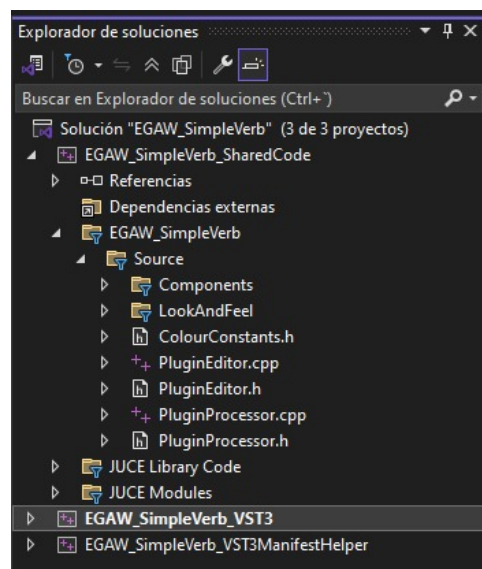 Explorador de soluciones
Buscar en Explorador de soluciones (Ctrl+`)
Solución "EGAW_SimpleVerb" (3 de 3 proyectos)
EGAW_SimpleVerb_SharedCode
Referencias
Dependencias externas
EGAW_SimpleVerb
Source
Components
LookAndFeel
ColourConstants.h
PluginEditor.cpp
PluginEditor.h
PluginProcessor.cpp
PluginProcessor.h
JUCE Library Code
JUCE Modules
EGAW_SimpleVerb_VST3
EGAW_SimpleVerb_VST3ManifestHelper